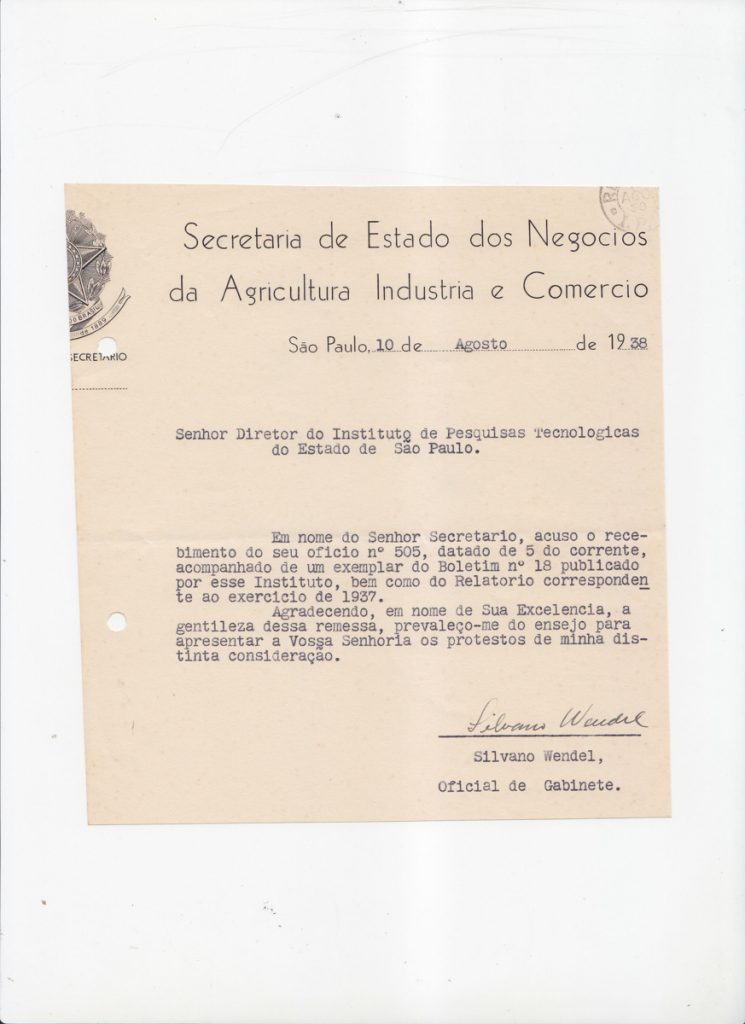 Secretaria de Estado dos Negocios
da Agricultura Industria e Comercio
DO BRASIL
de 1889
SECRETARIO
São Paulo, 10 de Agosto de 1938
Senhor Diretor do Instituto de Pesquisas Tecnologicas
do Estado de São Paulo.
Em nome do Senhor Secretario, acuso o rece-
bimento do seu oficio nº 505, datado de 5 do corrente,
acompanhado de um exemplar do Boletim nº 18 publicado
por esse Instituto, bem como do Relatorio corresponden
te ao exercicio de 1937.
Agradecendo, em nome de Sua Excelencia, a
gentileza dessa remessa, prevaleço-me do ensejo para
apresentar a Vossa Senhoria os protestos de minha dis-
tinta consideração.
Silvano Wendel
Silvano Wendel,
Oficial de Gabinete.